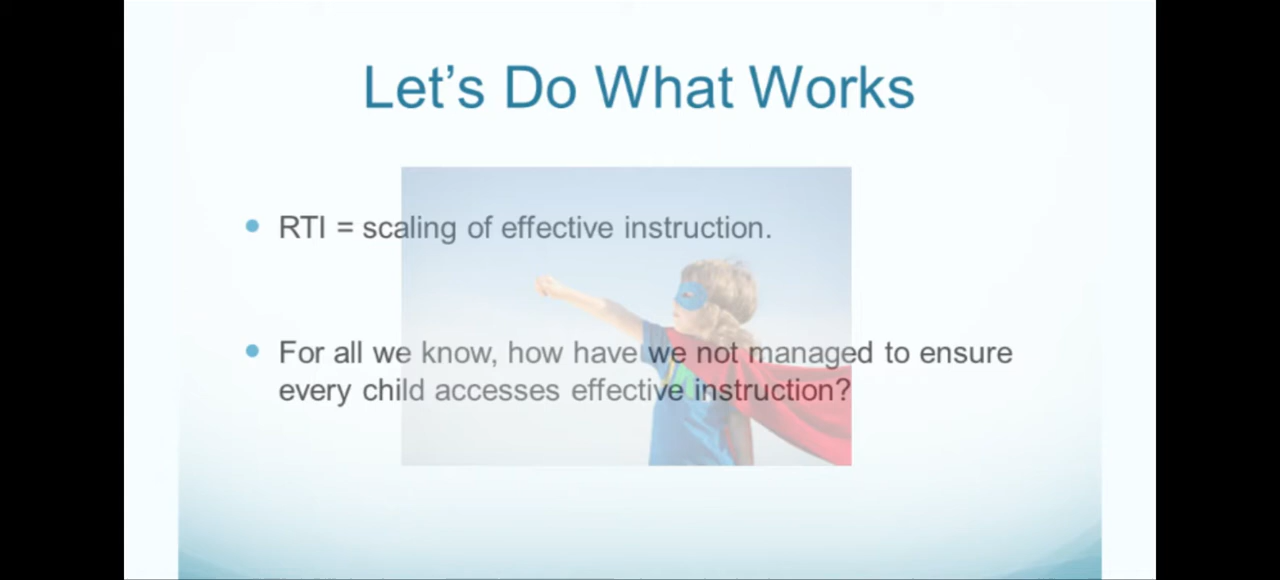 Let's Do What Works
RTI = scaling of effective instruction.
For all we know, how have we not managed to ensure
every child accesses effective instruction?